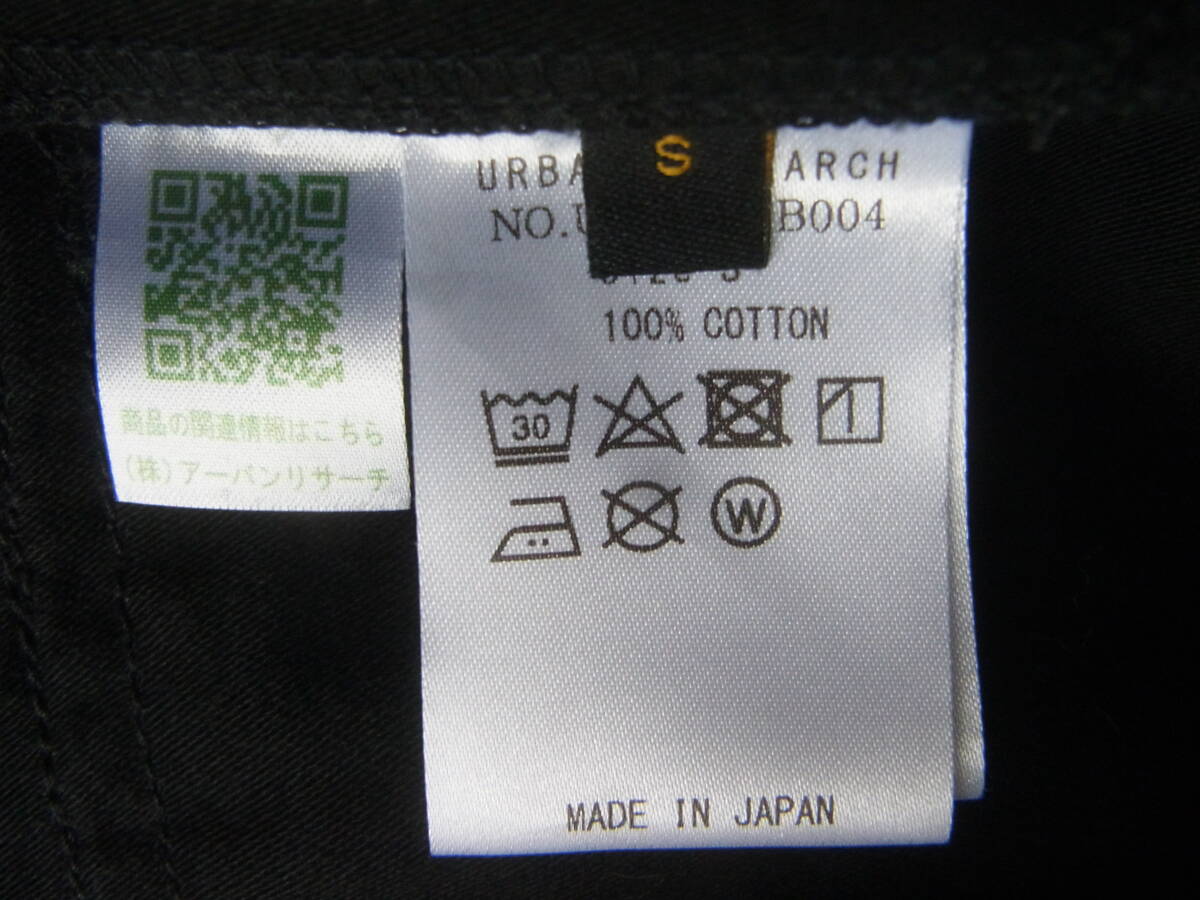 商品の関連情報はこちら
(株)アーバンリサーチ
S
URBA ARCH
NO.U B004
100% COTTON
30
W
MADE IN JAPAN